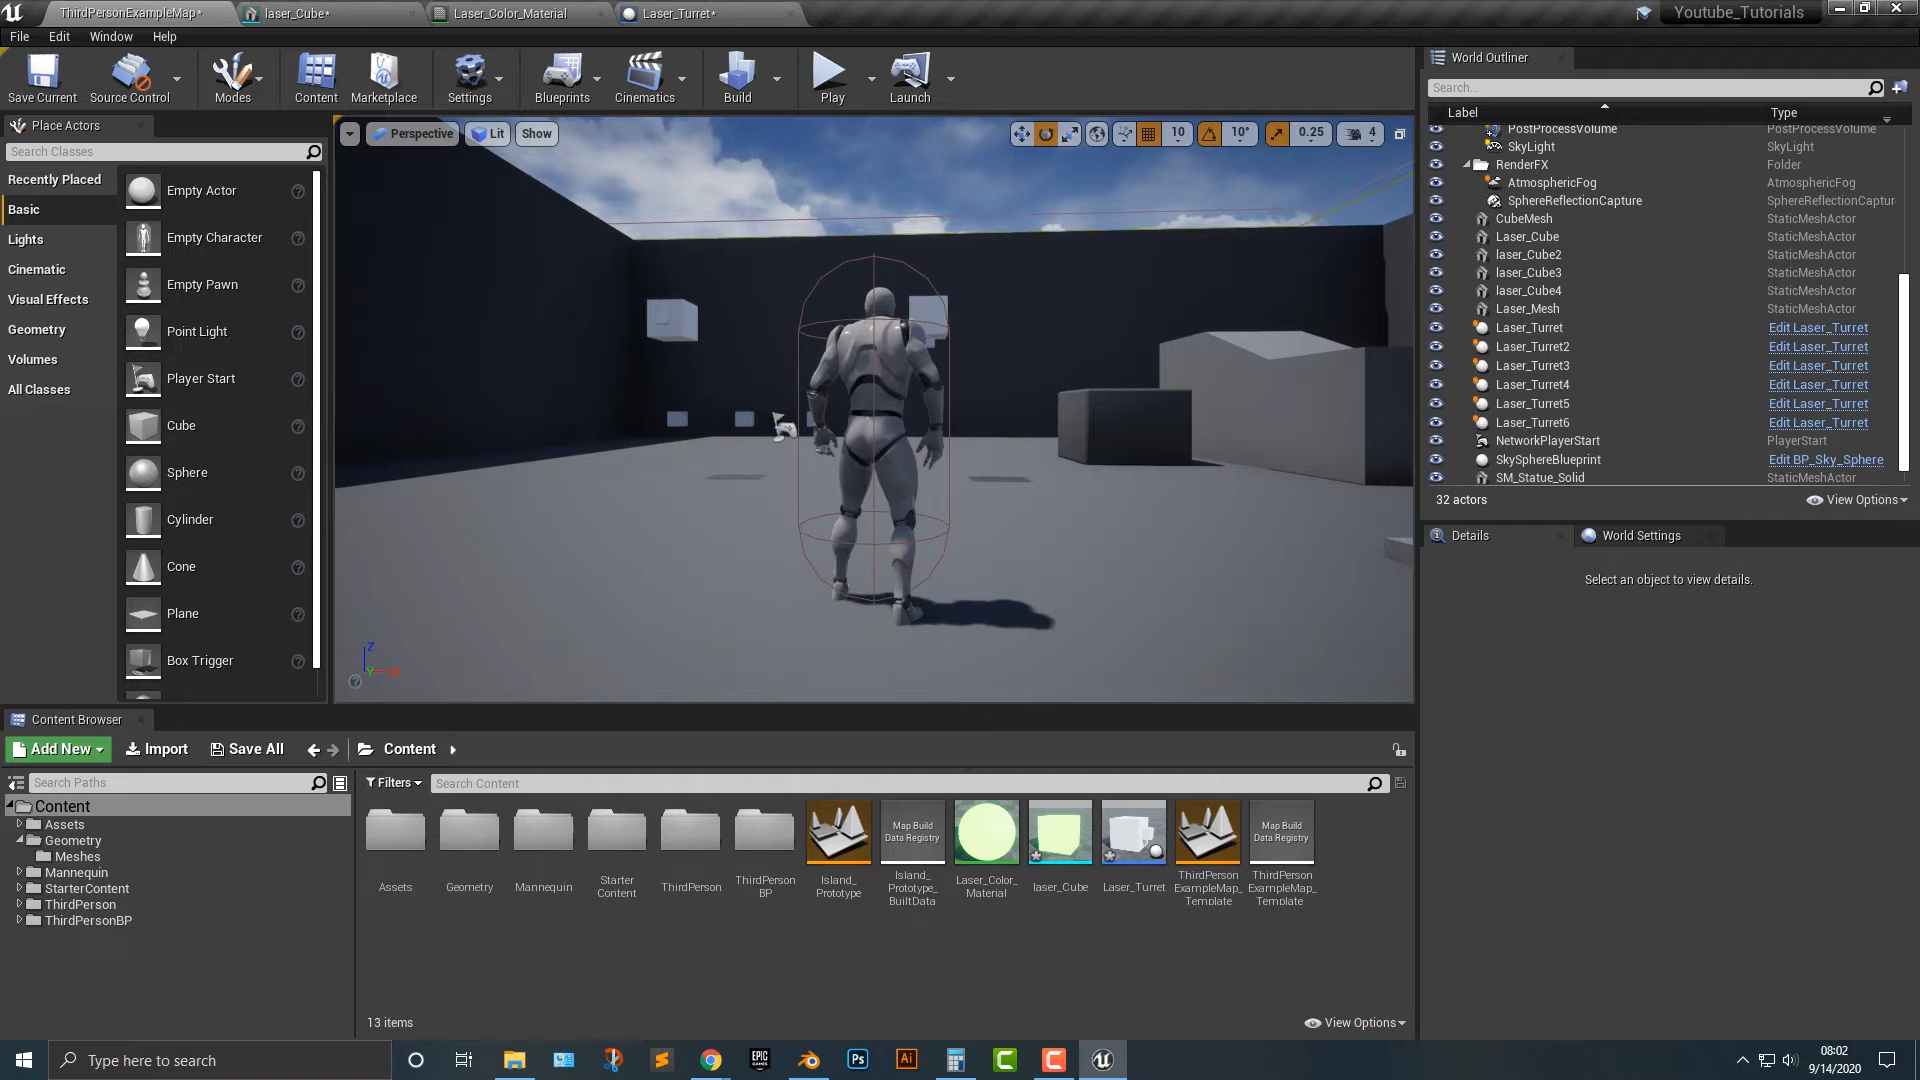 ThirdPersonExampleMap*
laser_Cube*
Laser_Color_Material
Laser_Turret*
Youtube_Tutorials
File
Edit
Window
Help
Save Current
Source Control
Modes
Content
Marketplace
Settings
Blueprints
Cinematics
Build
Play
Launch
Place Actors
Search Classes
Recently Placed
Basic
Lights
Cinematic
Visual Effects
Geometry
Volumes
All Classes
Empty Actor
Empty Character
Empty Pawn
Point Light
Player Start
Cube
Sphere
Cylinder
Cone
Plane
Box Trigger
Perspective
Lit
Show
10
10°
0.25
4
Z
Y
X
World Outliner
Search...
Label
Type
PostProcessVolume PostProcessVolume
SkyLight SkyLight
RenderFX Folder
AtmosphericFog AtmosphericFog
SphereReflectionCapture SphereReflectionCaptur
CubeMesh StaticMeshActor
Laser_Cube StaticMeshActor
laser_Cube2 StaticMeshActor
laser_Cube3 StaticMeshActor
laser_Cube4 StaticMeshActor
Laser_Mesh StaticMeshActor
Laser_Turret Edit Laser_Turret
Laser_Turret2 Edit Laser_Turret
Laser_Turret3 Edit Laser_Turret
Laser_Turret4 Edit Laser_Turret
Laser_Turret5 Edit Laser_Turret
Laser_Turret6 Edit Laser_Turret
NetworkPlayerStart PlayerStart
SkySphereBlueprint Edit BP_Sky_Sphere
SM_Statue_Solid StaticMeshActor
32 actors
View Options
Details
World Settings
Select an object to view details.
Content Browser
Add New
Import
Save All
Content
Search Paths
Filters
Search Content
Content
Assets
Geometry
Meshes
Mannequin
StarterContent
ThirdPerson
ThirdPersonBP
Map Build
Data Registry
Map Build
Data Registry
Assets
Geometry
Mannequin
Starter
Content
ThirdPerson
ThirdPerson
BP
Island_
Prototype
Island_
Prototype_
BuiltData
Laser_Color_
Material
laser_Cube
Laser_Turret
ThirdPerson
ExampleMap_
Template
ThirdPerson
ExampleMap_
Template
13 items
View Options
Type here to search
EPIC
GAMES
Ps
Ai
08:02
9/14/2020